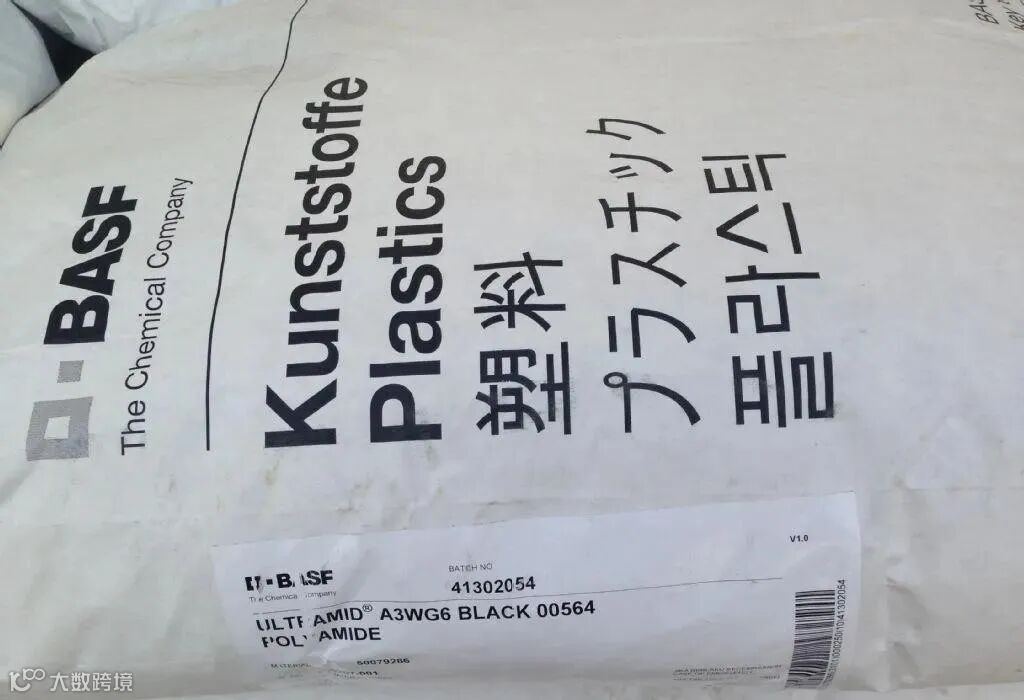 BASF
The Chemical Company
Kunststoffe
Plastics
塑料
プラスチック
플라스틱
V1.0
BASF
The Chemical Company
BATCH NO
41302054
ULTRAMID® A3WG6 BLACK 00564
POLYAMIDE
50079286
大数跨境